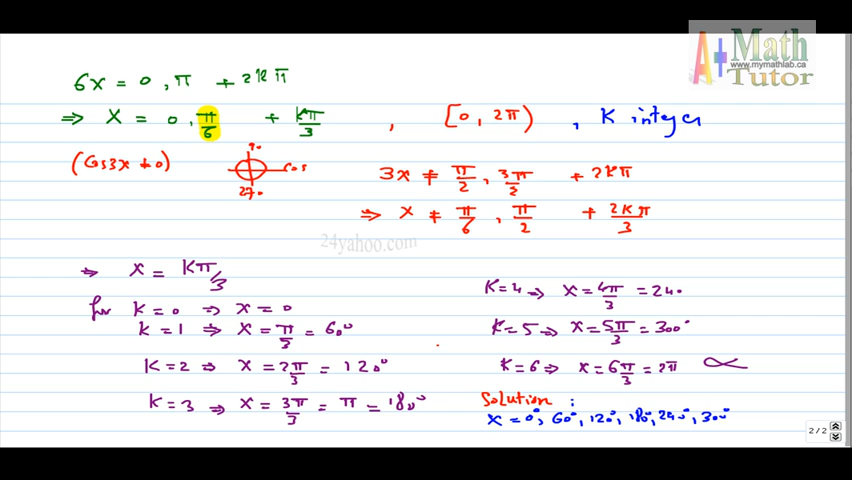 A+ Math Tutor
www.mymathlab.ca
6x = 0, π + 2kπ
⇒ x = 0, π/6 + kπ/3 , [0, 2π) , K integer
(Cos3x ≠ 0)
90
cos
270
3x ≠ π/2, 3π/2 + 2kπ
⇒ x ≠ π/6, π/2 + 2kπ/3
24yahoo.com
⇒ x = kπ/3
for k=0 ⇒ x=0
k=1 ⇒ x=π/3=60°
k=2 ⇒ x=2π/3=120°
k=3 ⇒ x=3π/3=π=180°
k=4 ⇒ x=4π/3=240
k=5 ⇒ x=5π/3=300°
k=6 ⇒ x=6π/3=2π
Solution :
x=0°, 60°, 120°, 180°, 240°, 300°
2/2